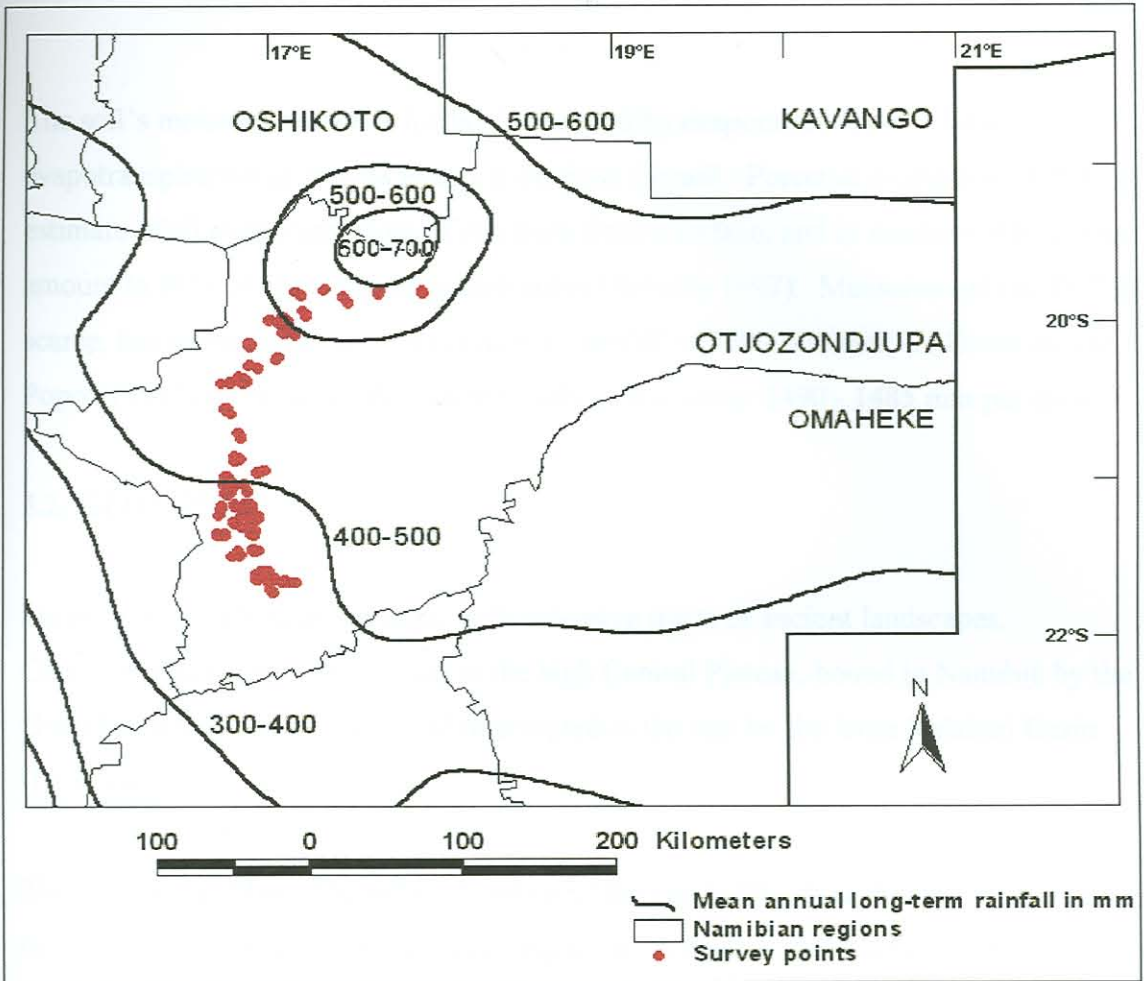 17°E
19°E
21°E
OSHIKOTO
500-600
KAVANGO
500-600
600-700
20°S
OTJOZONDJUPA
OMAHEKE
400-500
22°S
N
300-400
100 0 100 200 Kilometers
Mean annual long-term rainfall in mm
Namibian regions
Survey points